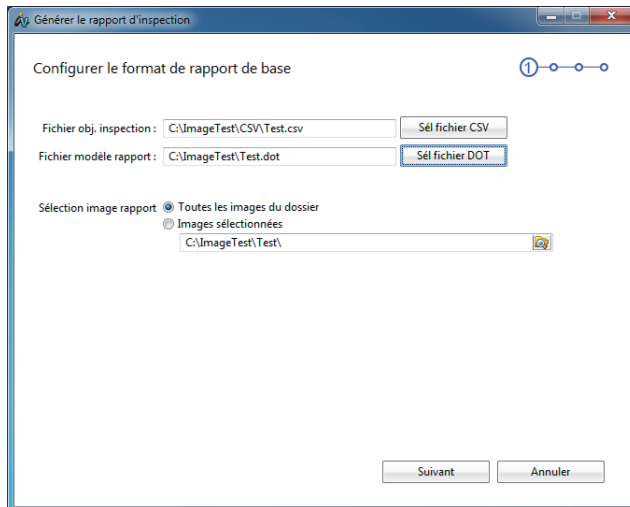 Générer le rapport d'inspection
Configurer le format de rapport de base
1
Fichier obj. inspection : C:\ImageTest\CSV\Test.csv Sél fichier CSV
Fichier modèle rapport : C:\ImageTest\Test.dot Sél fichier DOT
Sélection image rapport Toutes les images du dossier
Images sélectionnées
C:\ImageTest\Test\
Suivant Annuler